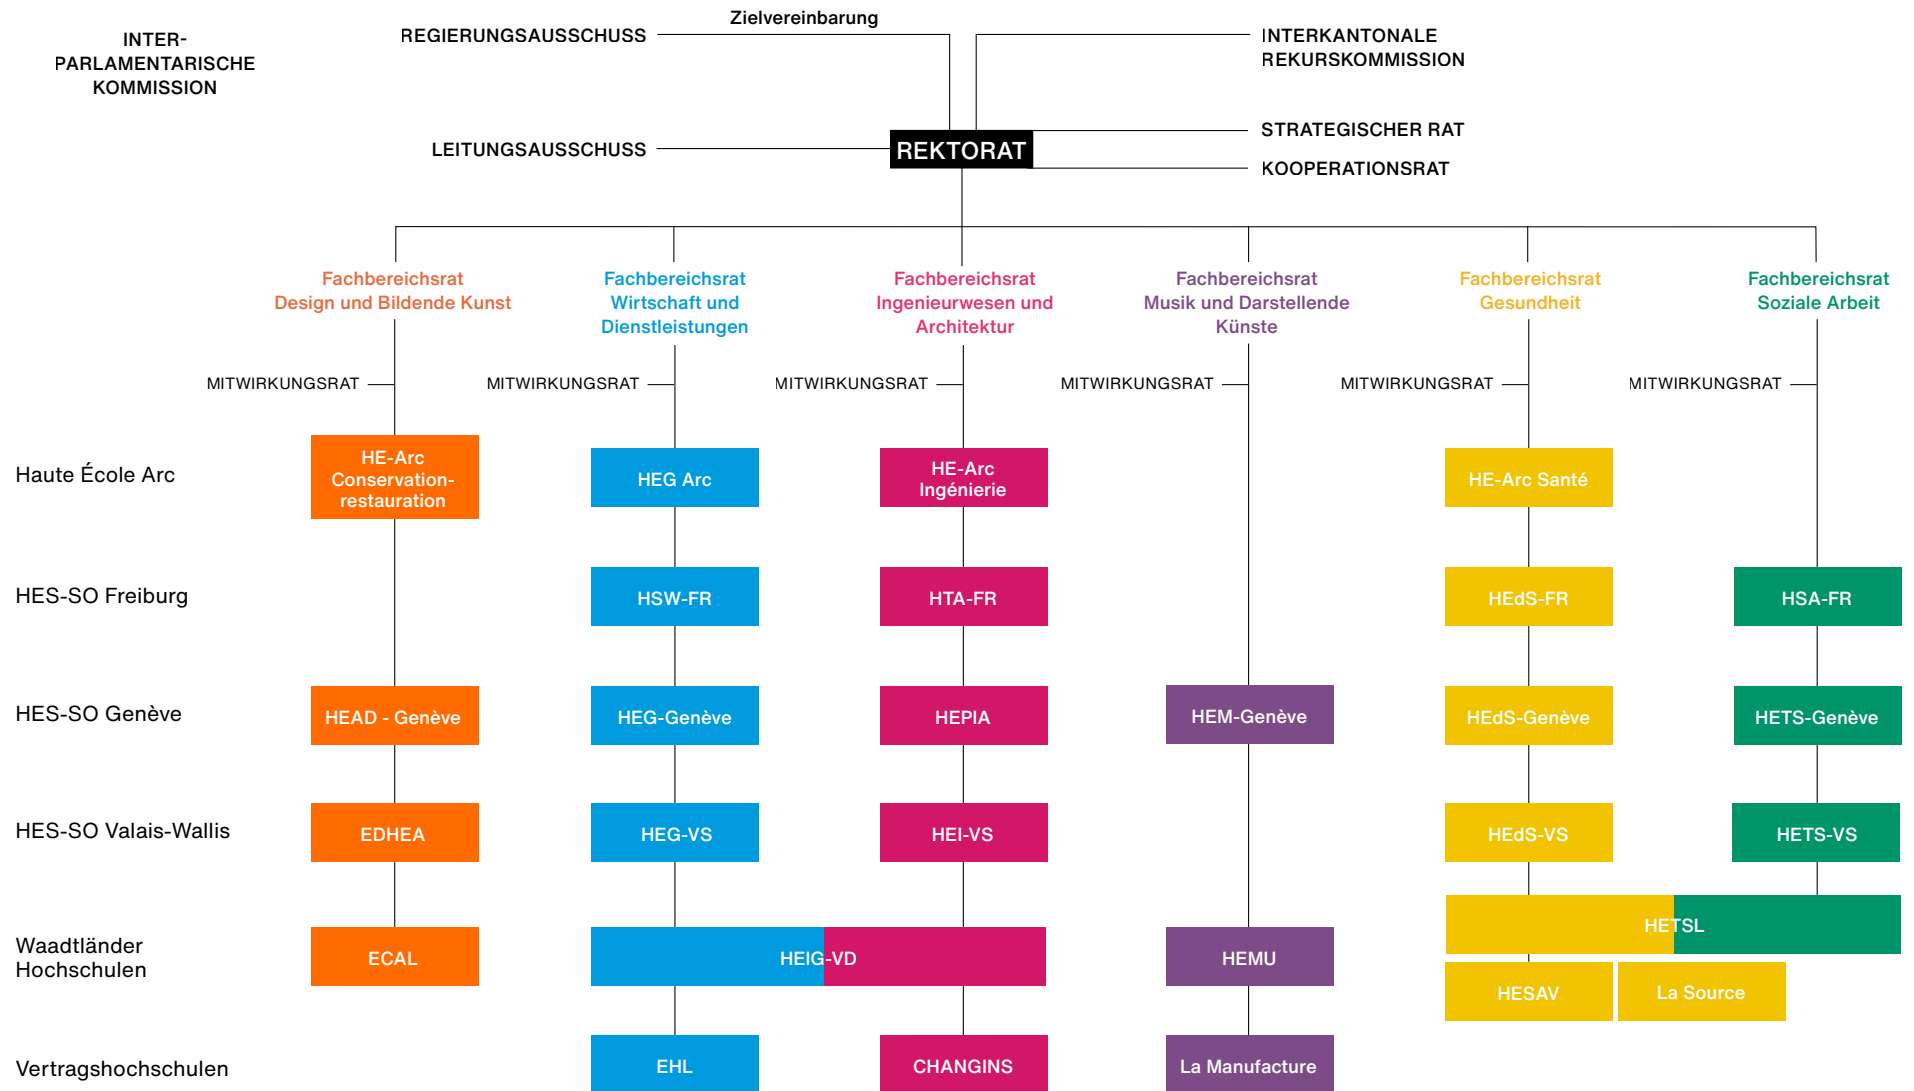 INTER-
PARLAMENTARISCHE
KOMMISSION
REGIERUNGSAUSSCHUSS
Zielvereinbarung
INTERKANTONALE
REKURSKOMMISSION
LEITUNGSAUSSCHUSS
REKTORAT
STRATEGISCHER RAT
KOOPERATIONSRAT
Fachbereichsrat
Design und Bildende Kunst
Fachbereichsrat
Wirtschaft und
Dienstleistungen
Fachbereichsrat
Ingenieurwesen und
Architektur
Fachbereichsrat
Musik und Darstellende
Künste
Fachbereichsrat
Gesundheit
Fachbereichsrat
Soziale Arbeit
MITWIRKUNGSRAT
MITWIRKUNGSRAT
MITWIRKUNGSRAT
MITWIRKUNGSRAT
MITWIRKUNGSRAT
MITWIRKUNGSRAT
Haute École Arc
HE-Arc
Conservation-
restauration
HEG Arc
HE-Arc
Ingénierie
HE-Arc Santé
HES-SO Freiburg
HSW-FR
HTA-FR
HEdS-FR
HSA-FR
HES-SO Genève
HEAD - Genève
HEG-Genève
HEPIA
HEM-Genève
HEdS-Genève
HETS-Genève
HES-SO Valais-Wallis
EDHEA
HEG-VS
HEI-VS
HEdS-VS
HETS-VS
Waadtländer
Hochschulen
ECAL
HEIG-VD
HEMU
HETSL
HESAV
La Source
Vertragshochschulen
EHL
CHANGINS
La Manufacture